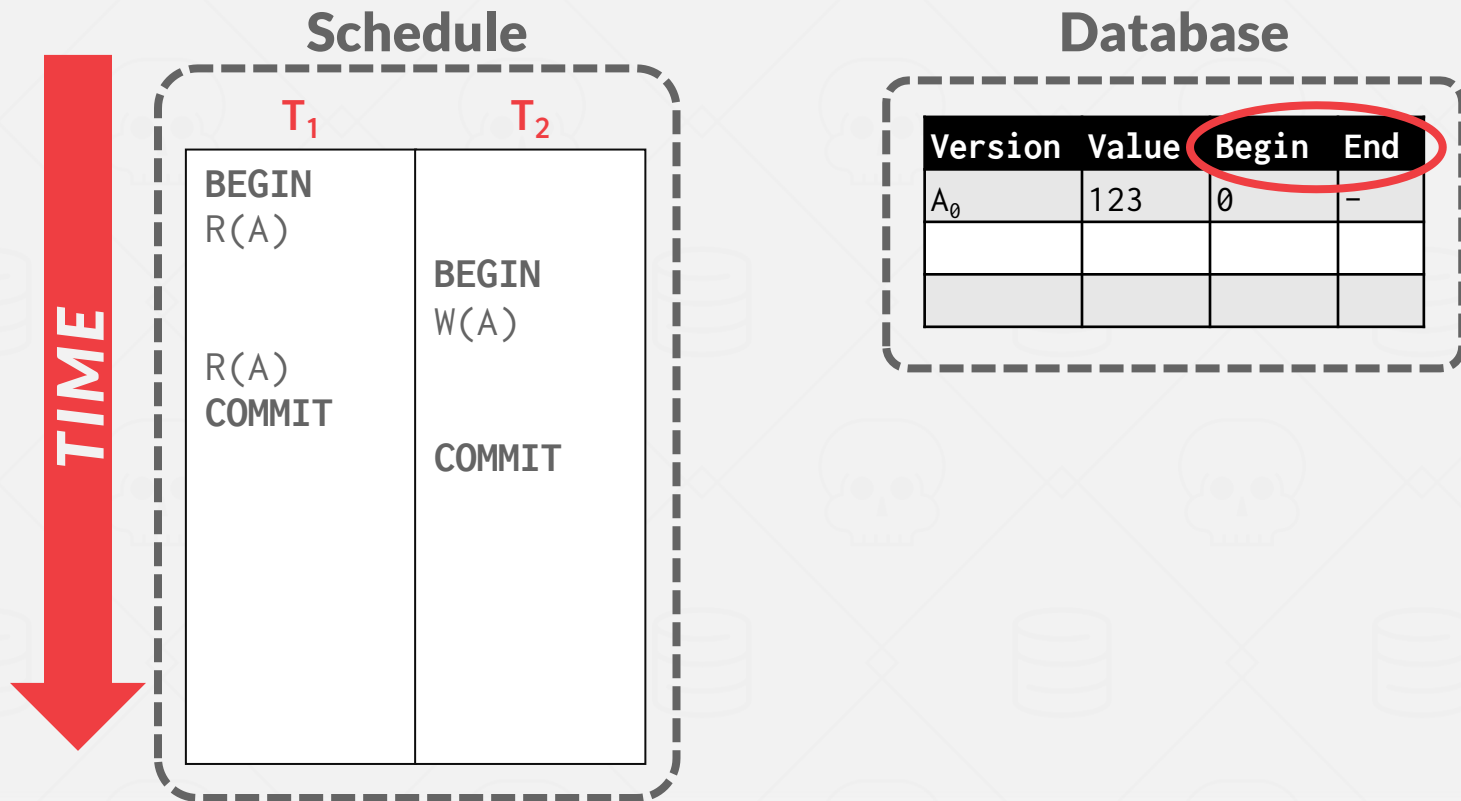 Schedule
T₁ T₂
BEGIN
R(A)
BEGIN
W(A)
R(A)
COMMIT
COMMIT
TIME
Database
Version Value Begin End
A₀ 123 0 –